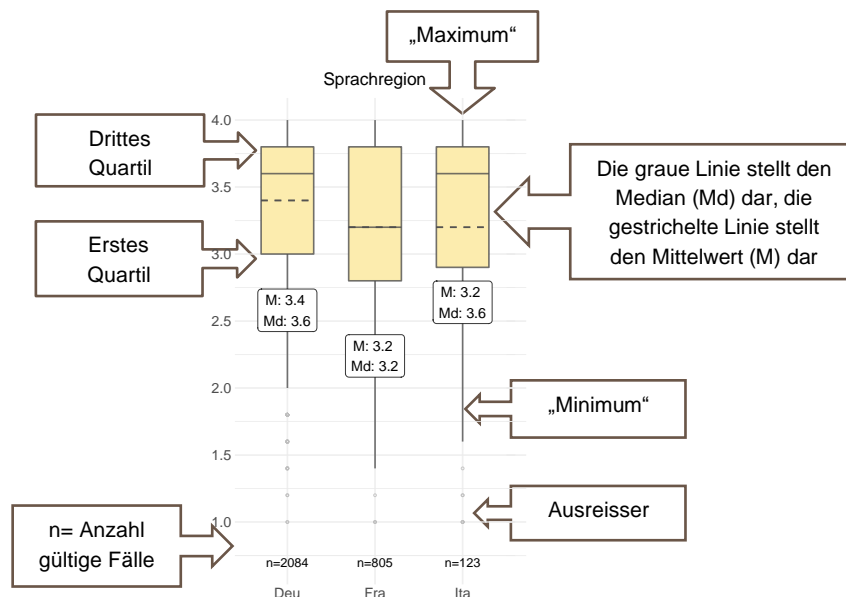 „Maximum“
Sprachregion
Drittes
Quartil
Erstes
Quartil
Die graue Linie stellt den
Median (Md) dar, die
gestrichelte Linie stellt
den Mittelwert (M) dar
4.0
3.5
3.0
2.5
2.0
1.5
1.0
M: 3.4
Md: 3.6
M: 3.2
Md: 3.2
M: 3.2
Md: 3.6
„Minimum“
Ausreisser
n= Anzahl
gültige Fälle
n=2084 n=805 n=123
Deu Fra Ita